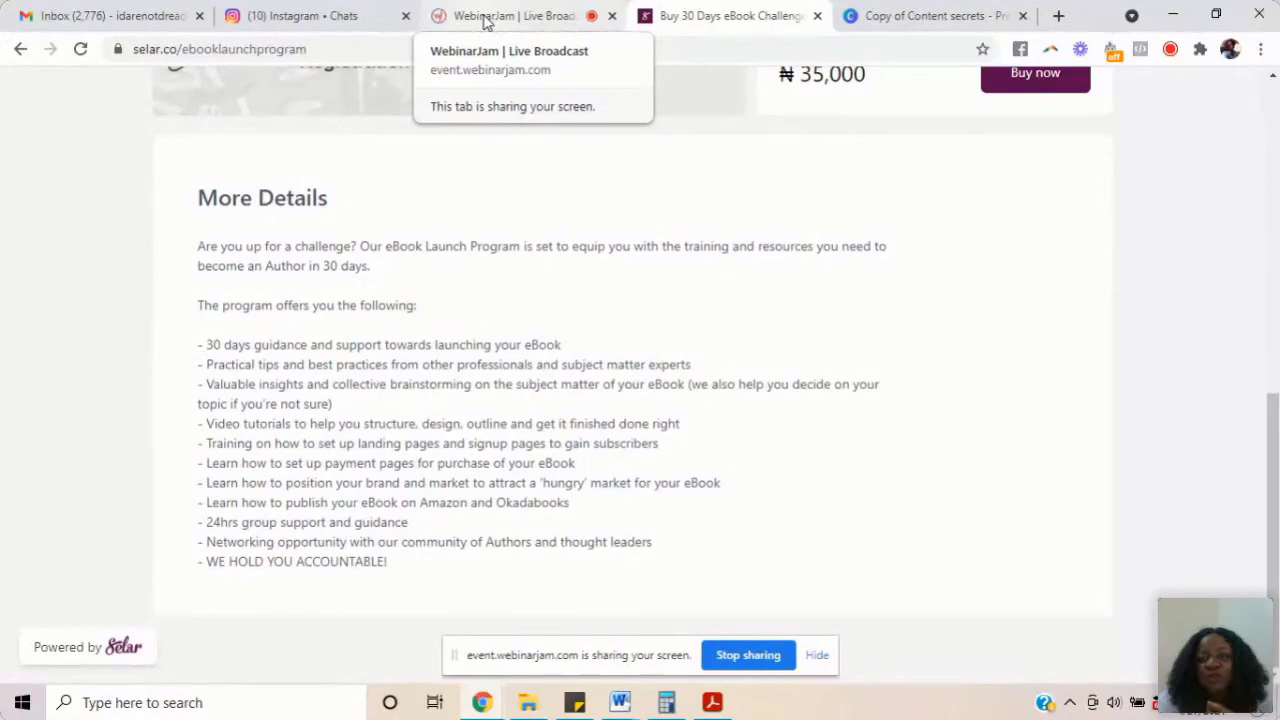 Inbox (2,776) - idarenotdread
(10) Instagram • Chats
WebinarJam | Live Broad
Buy 30 Days eBook Challenge
Copy of Content secrets - Pr
selar.co/ebooklaunchprogram
off
WebinarJam | Live Broadcast
event.webinarjam.com
This tab is sharing your screen.
₦ 35,000
Buy now
More Details
Are you up for a challenge? Our eBook Launch Program is set to equip you with the training and resources you need to
become an Author in 30 days.
The program offers you the following:
- 30 days guidance and support towards launching your eBook
- Practical tips and best practices from other professionals and subject matter experts
- Valuable insights and collective brainstorming on the subject matter of your eBook (we also help you decide on your
topic if you're not sure)
- Video tutorials to help you structure, design, outline and get it finished done right
- Training on how to set up landing pages and signup pages to gain subscribers
- Learn how to set up payment pages for purchase of your eBook
- Learn how to position your brand and market to attract a 'hungry' market for your eBook
- Learn how to publish your eBook on Amazon and Okadabooks
- 24hrs group support and guidance
- Networking opportunity with our community of Authors and thought leaders
- WE HOLD YOU ACCOUNTABLE!
Powered by Selar
event.webinarjam.com is sharing your screen.
Stop sharing
Hide
Type here to search